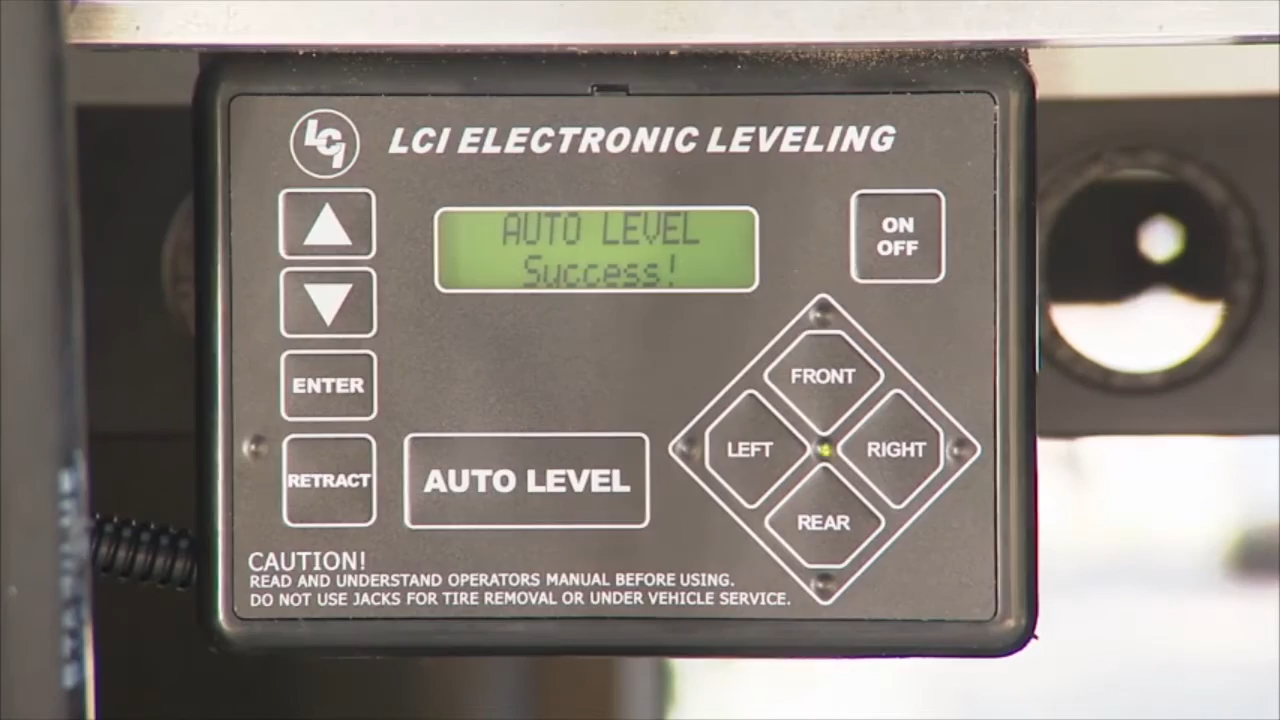 LCI
LCI ELECTRONIC LEVELING
AUTO LEVEL
Success!
ON
OFF
ENTER
RETRACT
AUTO LEVEL
FRONT
LEFT
RIGHT
REAR
CAUTION!
READ AND UNDERSTAND OPERATORS MANUAL BEFORE USING.
DO NOT USE JACKS FOR TIRE REMOVAL OR UNDER VEHICLE SERVICE.